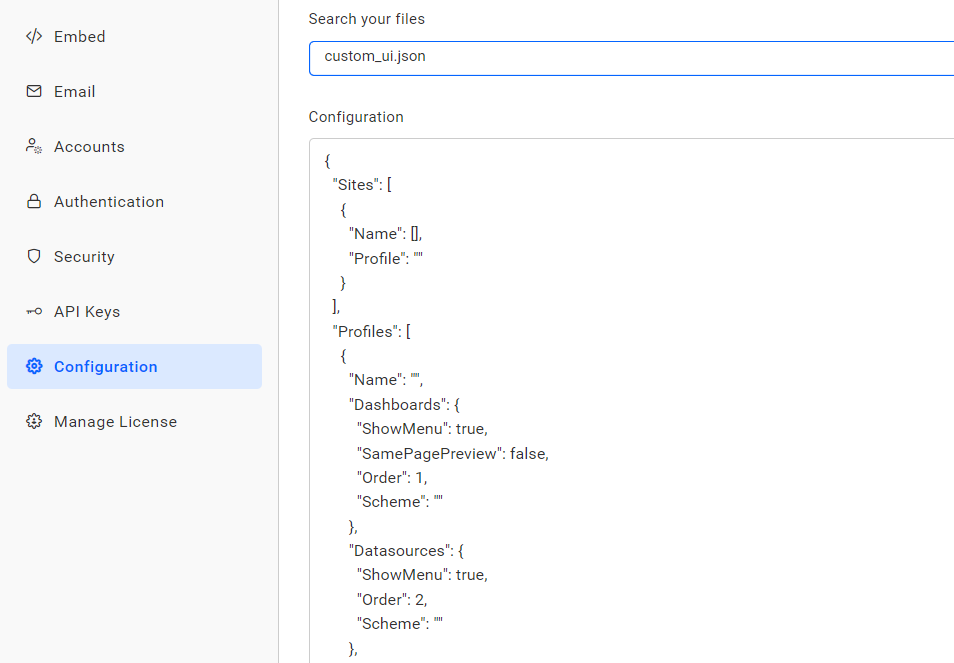 Embed
Email
Accounts
Authentication
Security
API Keys
Configuration
Manage License
Search your files
custom_ui.json
Configuration
{
"Sites": [
{
"Name": [],
"Profile": ""
}
],
"Profiles": [
{
"Name": "",
"Dashboards": {
"ShowMenu": true,
"SamePagePreview": false,
"Order": 1,
"Scheme": ""
},
"Datasources": {
"ShowMenu": true,
"Order": 2,
"Scheme": ""
},